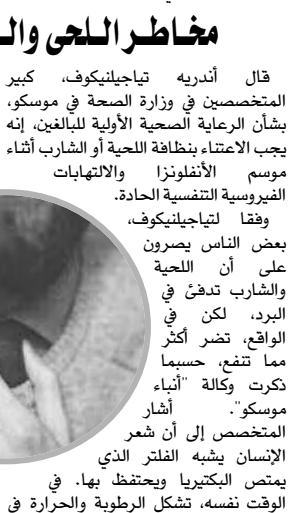 مخاطر اللحى والـ
قال أندريه تياجيلنيكوف، كبير
المتخصصين في وزارة الصحة في موسكو،
بشأن الرعاية الصحية الأولية للبالغين، إنه
يجب الاعتناء بنظافة اللحية أو الشارب أثناء
موسم الأنفلونزا والالتهابات
الفيروسية التنفسية الحادة.
وفقا لتياجيلنيكوف،
بعض الناس يصرون
على أن اللحية
والشارب تدفئ في
البرد، لكن في
الواقع، تضر أكثر
مما تنفع، حسبما
ذكرت وكالة "أنباء
موسكو". أشار
المتخصص إلى أن شعر
الإنسان يشبه الفلتر الذي
يمتص البكتيريا ويحتفظ بها. في
الوقت نفسه، تشكل الرطوبة والحرارة في